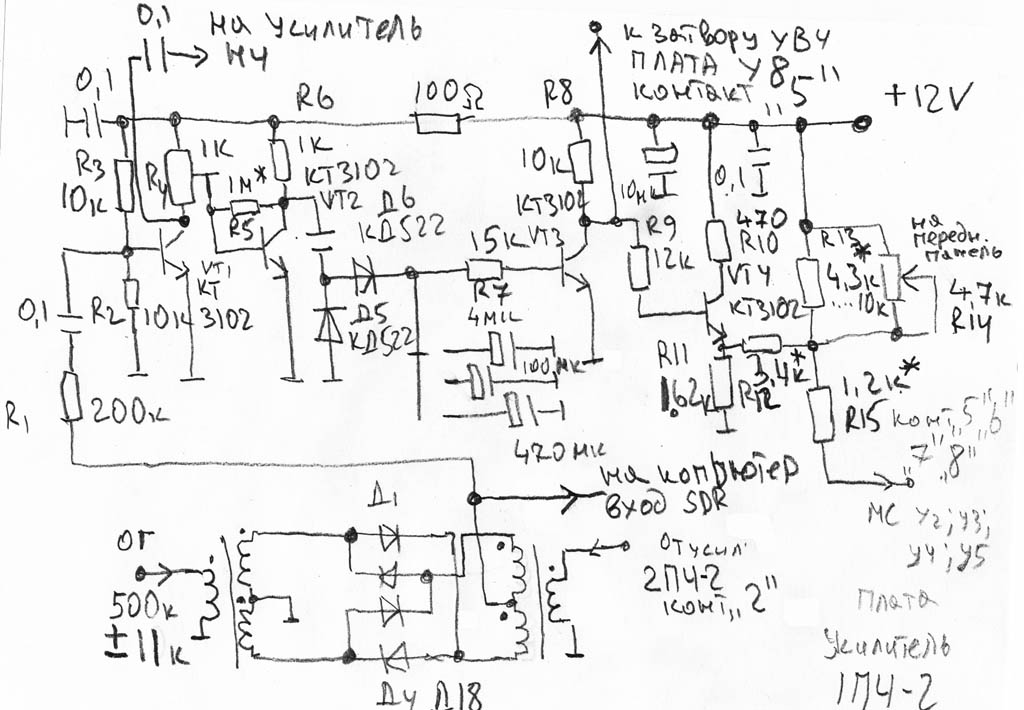 0,1
на усилитель
НЧ
0,1
R3
10к
R4
1к
R6
1к
1м*
R5
КТ3102
VT2
Д6
КД522
100Ω
R8
10к
КТ3102
VT3
к затвору УВЧ
плата У8
контакт „5"
+12V
10мк
0,1
470
R10
R9
12к
VT4
КТ3102
R13*
4,3к
...10к
на
передн.
панель
4,7к
R14
0,1
R2
10к
VT1
КТ
3102
Д5
КД522
15к
R7
4мк
100мк
470мк
R11
1.62к
R12
3,4к*
1,2к*
R15
конт„5",„6"
„7",„8"
МС У2; У3;
У4; У5
плата
Усилитель
1ПЧ-2
R1
200к
на копрютер
вход SDR
Д1
от
500к
±11к
Д4 Д18
от усил
2ПЧ-2
конт„2"